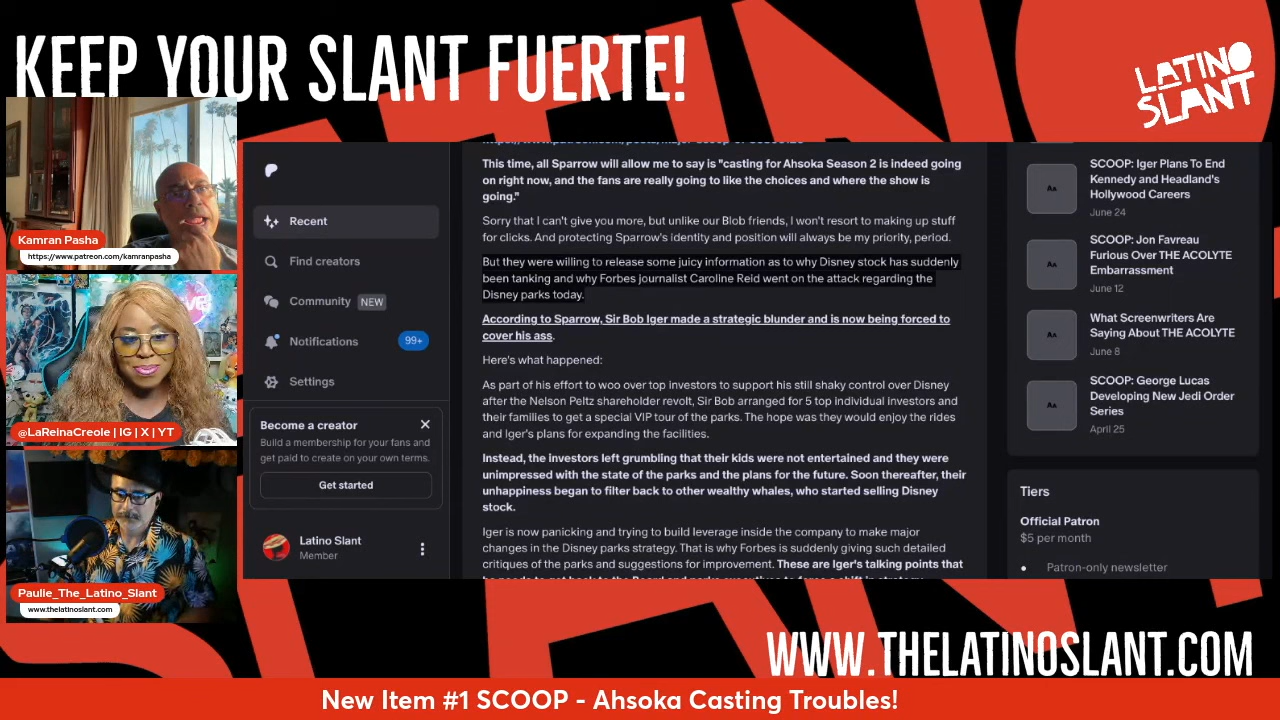 KEEP YOUR SLANT FUERTE!
LATINO
SLANT
Kamran Pasha
https://www.patreon.com/kamranpasha
@LaReinaCreole | IG | X | YT
Paulie_The_Latino_Slant
www.thelatinoslant.com
Recent
Find creators
Community NEW
Notifications 99+
Settings
Become a creator
Build a membership for your fans and
get paid to create on your own terms.
Get started
Latino Slant
Member
This time, all Sparrow will allow me to say is "casting for Ahsoka Season 2 is indeed going
on right now, and the fans are really going to like the choices and where the show is
going."
Sorry that I can't give you more, but unlike our Blob friends, I won't resort to making up stuff
for clicks. And protecting Sparrow's identity and position will always be my priority, period.
But they were willing to release some juicy information as to why Disney stock has suddenly
been tanking and why Forbes journalist Caroline Reid went on the attack regarding the
Disney parks today.
According to Sparrow, Sir Bob Iger made a strategic blunder and is now being forced to
cover his ass.
Here's what happened:
As part of his effort to woo over top investors to support his still shaky control over Disney
after the Nelson Peltz shareholder revolt, Sir Bob arranged for 5 top individual investors and
their families to get a special VIP tour of the parks. The hope was they would enjoy the rides
and Iger's plans for expanding the facilities.
Instead, the investors left grumbling that their kids were not entertained and they were
unimpressed with the state of the parks and the plans for the future. Soon thereafter, their
unhappiness began to filter back to other wealthy whales, who started selling Disney
stock.
Iger is now panicking and trying to build leverage inside the company to make major
changes in the Disney parks strategy. That is why Forbes is suddenly giving such detailed
critiques of the parks and suggestions for improvement. These are Iger's talking points that
Aa
SCOOP: Iger Plans To End
Kennedy and Headland's
Hollywood Careers
June 24
Aa
SCOOP: Jon Favreau
Furious Over THE ACOLYTE
Embarrassment
June 12
Aa
What Screenwriters Are
Saying About THE ACOLYTE
June 8
Aa
SCOOP: George Lucas
Developing New Jedi Order
Series
April 25
Tiers
Official Patron
$5 per month
Patron-only newsletter
WWW.THELATINOSLANT.COM
New Item #1 SCOOP - Ahsoka Casting Troubles!